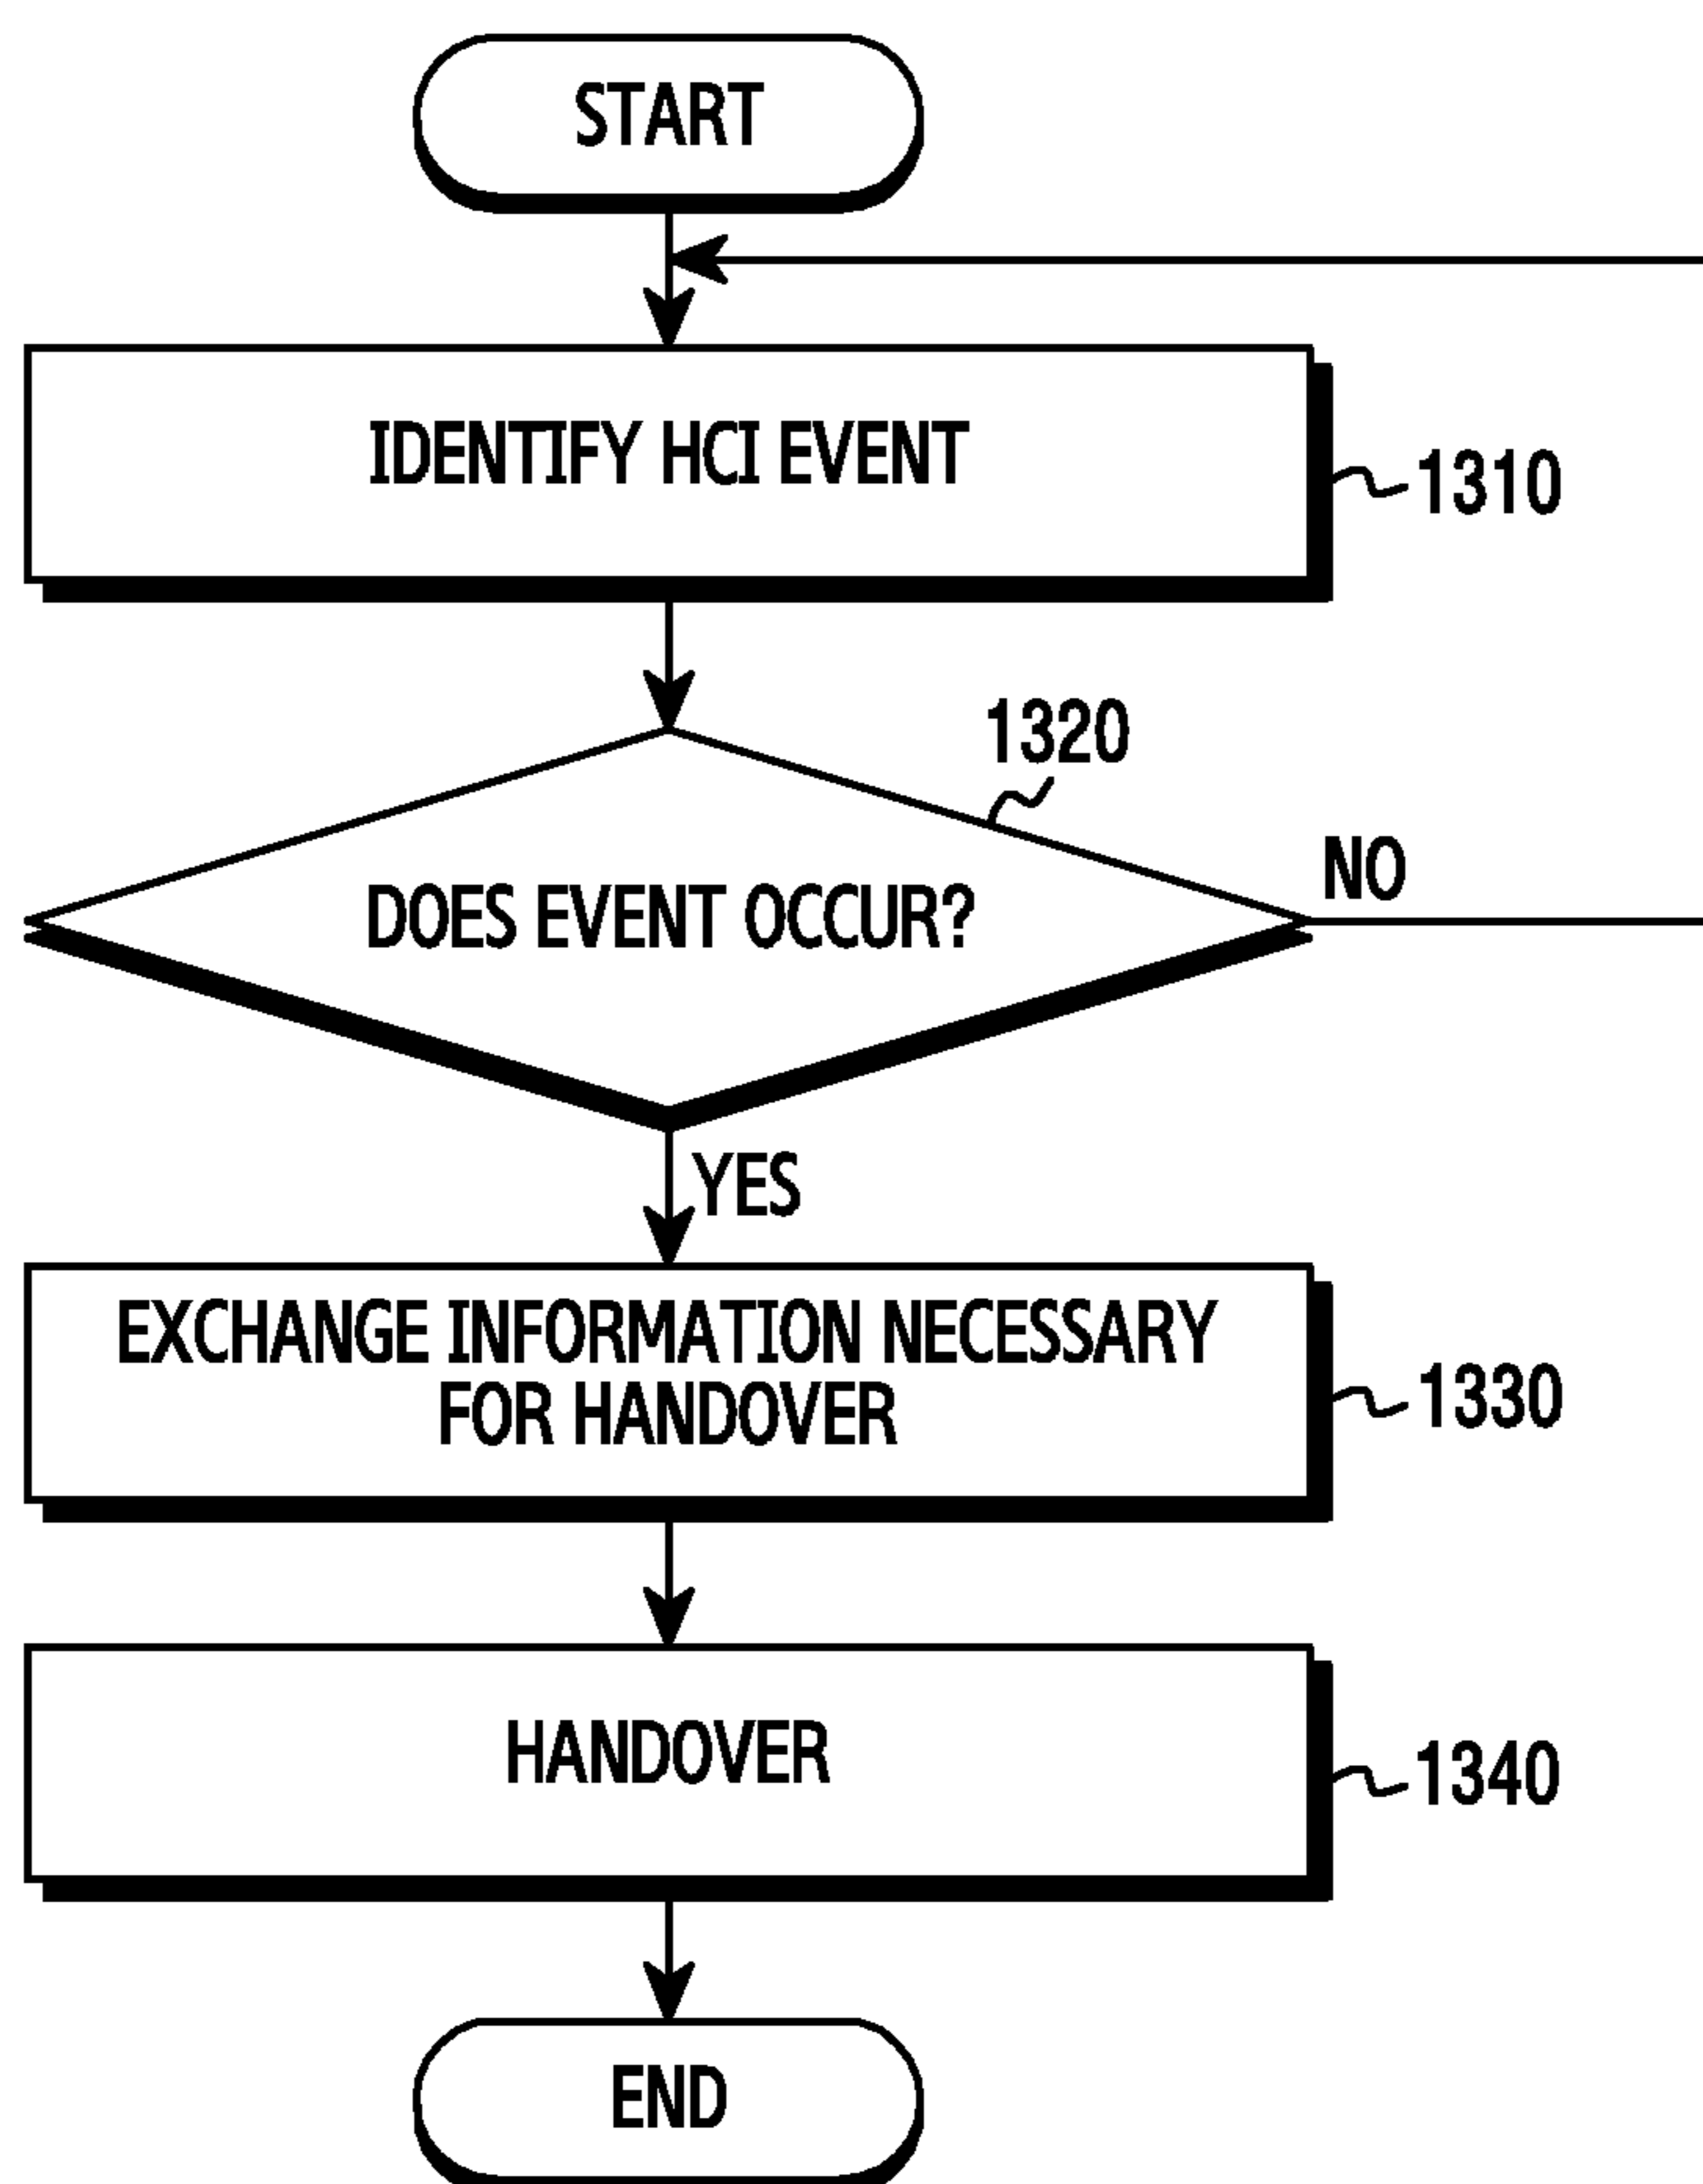 START
IDENTIFY HCI EVENT
1310
1320
DOES EVENT OCCUR?
NO
YES
EXCHANGE INFORMATION NECESSARY
FOR HANDOVER
1330
HANDOVER
1340
END